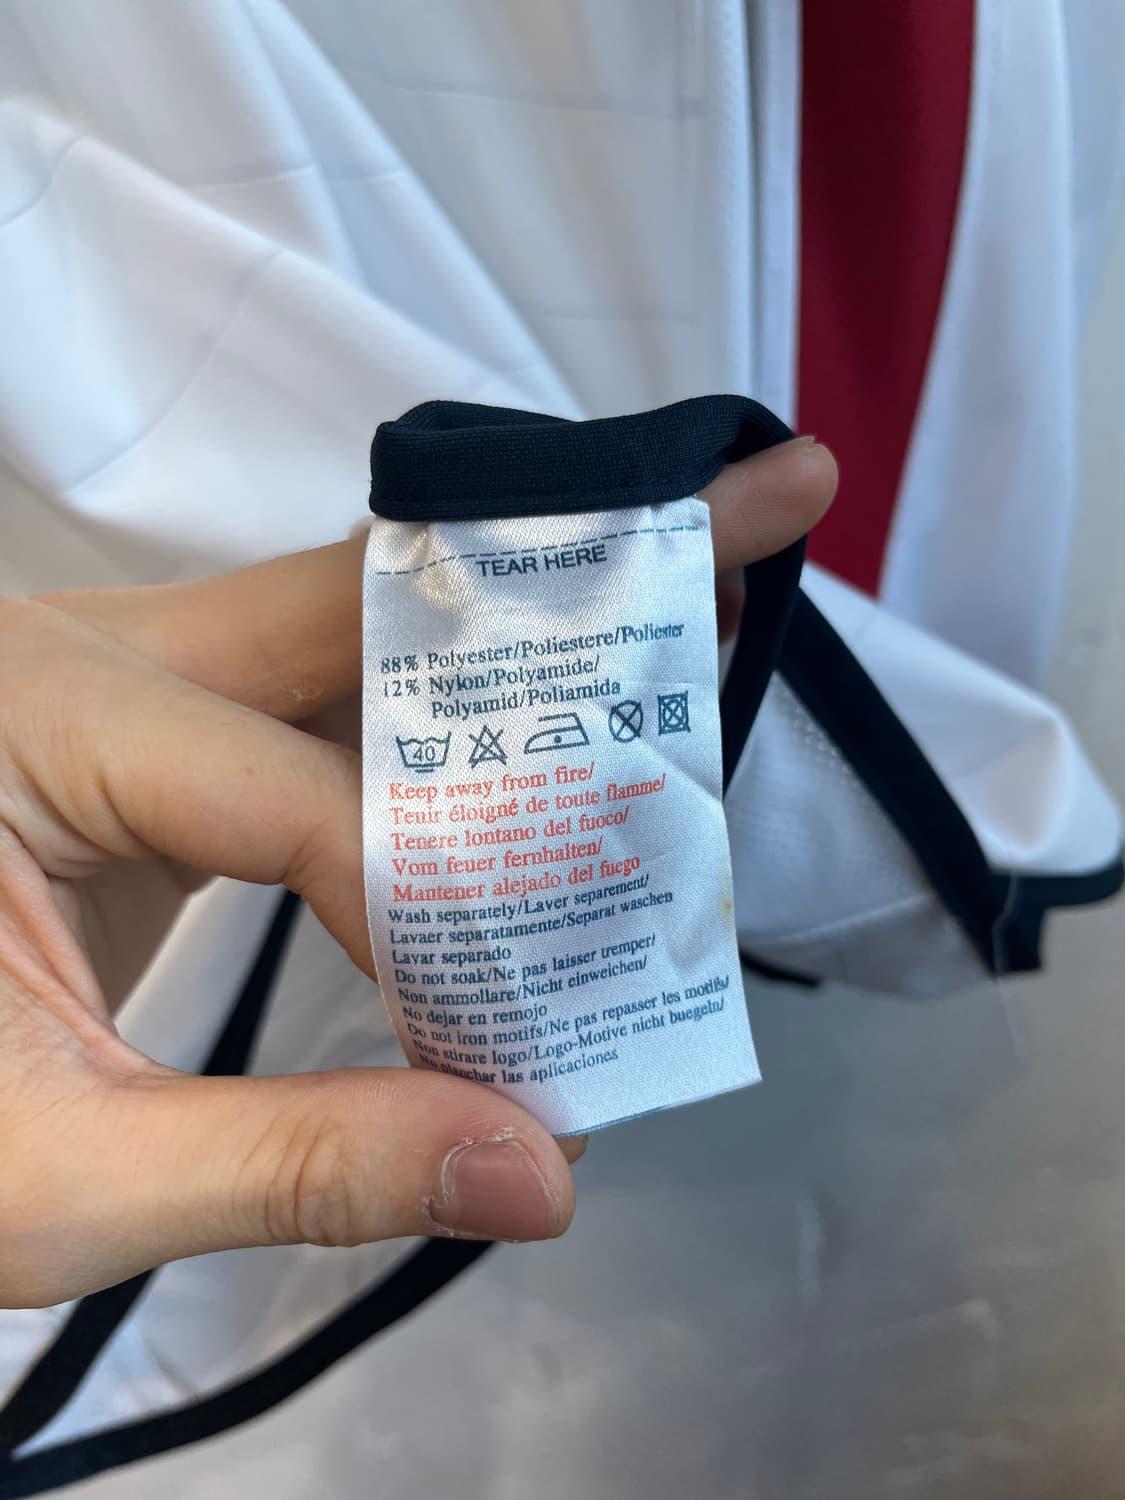 TEAR HERE
88% Polyester/Poliestere/Poliester
12% Nylon/Polyamide/
Polyamid/Poliamida
40
Keep away from fire/
Tenir éloigné de toute flamme/
Tenere lontano del fuoco/
Vom feuer fernhalten/
Mantener alejado del fuego
Wash separately/Laver separement/
Lavaer separatamente/Separat waschen
Lavar separado
Do not soak/Ne pas laisser tremper/
Non ammollare/Nicht einweichen/
No dejar en remojo
Do not iron motifs/Ne pas repasser les motifs/
Non stirare logo/Logo-Motive nicht buegeln/
No planchar las aplicaciones